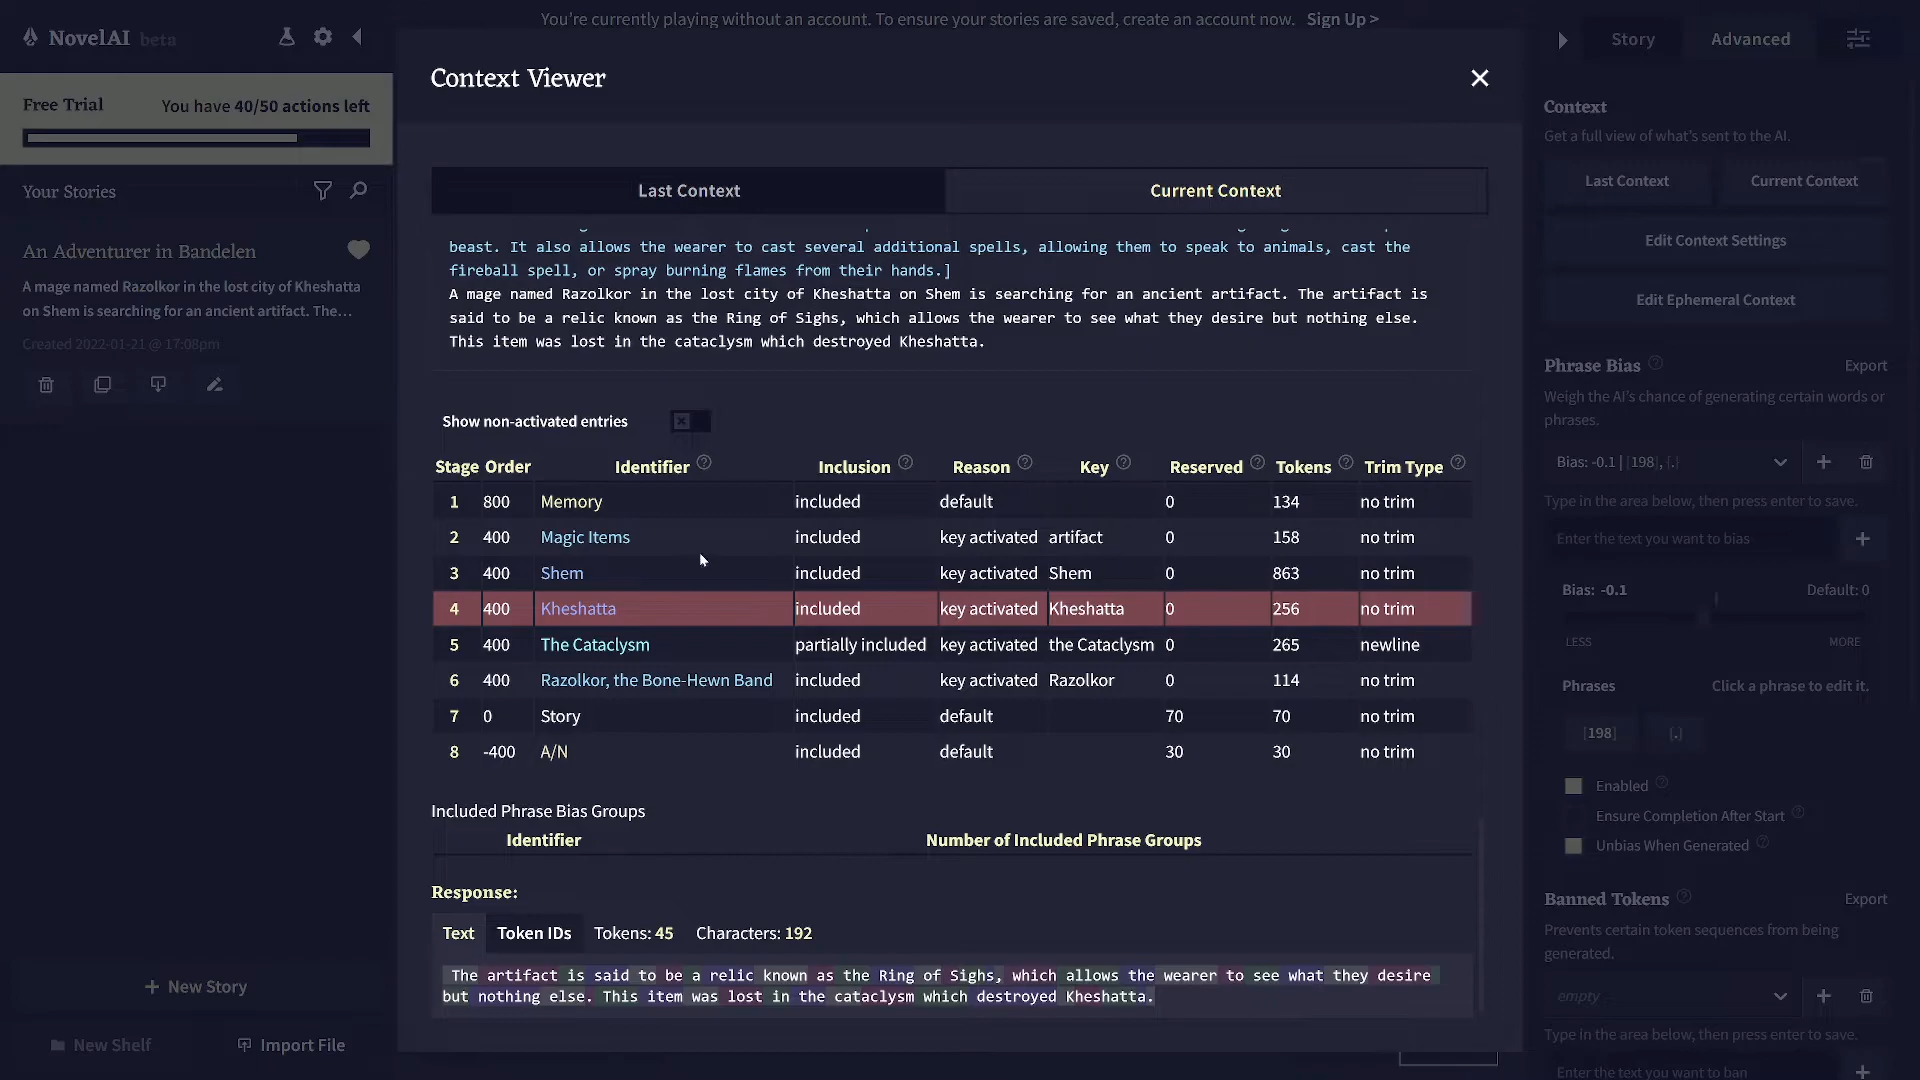 You're currently playing without an account. To ensure your stories are saved, create an account now. Sign Up >
NovelAI beta
Free Trial
You have 40/50 actions left
Your Stories
An Adventurer in Bandelen
A mage named Razolkor in the lost city of Kheshatta
on Shem is searching for an ancient artifact. The...
Created 2022-01-21 @ 17:08pm
New Story
New Shelf
Import File
Context Viewer
Last Context
Current Context
beast. It also allows the wearer to cast several additional spells, allowing them to speak to animals, cast the
fireball spell, or spray burning flames from their hands.]
A mage named Razolkor in the lost city of Kheshatta on Shem is searching for an ancient artifact. The artifact is
said to be a relic known as the Ring of Sighs, which allows the wearer to see what they desire but nothing else.
This item was lost in the cataclysm which destroyed Kheshatta.
Show non-activated entries
Stage Order Identifier Inclusion Reason Key Reserved Tokens Trim Type
1 800 Memory included default 0 134 no trim
2 400 Magic Items included key activated artifact 0 158 no trim
3 400 Shem included key activated Shem 0 863 no trim
4 400 Kheshatta included key activated Kheshatta 0 256 no trim
5 400 The Cataclysm partially included key activated the Cataclysm 0 265 newline
6 400 Razolkor, the Bone-Hewn Band included key activated Razolkor 0 114 no trim
7 0 Story included default 70 70 no trim
8 -400 A/N included default 30 30 no trim
Included Phrase Bias Groups
Identifier Number of Included Phrase Groups
Response:
Text Token IDs Tokens: 45 Characters: 192
The artifact is said to be a relic known as the Ring of Sighs, which allows the wearer to see what they desire
but nothing else. This item was lost in the cataclysm which destroyed Kheshatta.
Story Advanced
Context
Get a full view of what's sent to the AI.
Last Context Current Context
Edit Context Settings
Edit Ephemeral Context
Phrase Bias Export
Weigh the AI's chance of generating certain words or
phrases.
Bias: -0.1 | [198], [.]
Type in the area below, then press enter to save.
Enter the text you want to bias
Bias: -0.1 Default: 0
LESS MORE
Phrases Click a phrase to edit it.
[198] [.]
Enabled
Ensure Completion After Start
Unbias When Generated
Banned Tokens Export
Prevents certain token sequences from being
generated.
empty
Type in the area below, then press enter to save.
Enter the text you want to ban